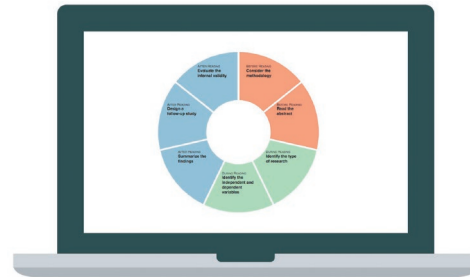 Consider the
methodology
Read the
abstract
Identify the type
of research
Identify the
independent and
dependent
variables
Summarize the
findings
Design a
follow-up study
Evaluate the
internal validity